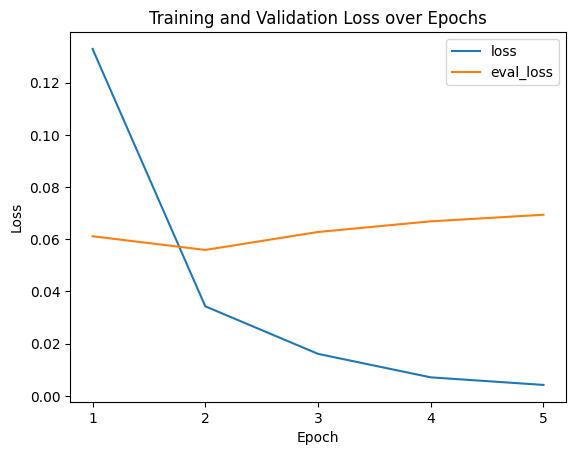 Training and Validation Loss over Epochs
loss
eval_loss
0.12
0.10
0.08
0.06
0.04
0.02
0.00
Loss
1 2 3 4 5
Epoch